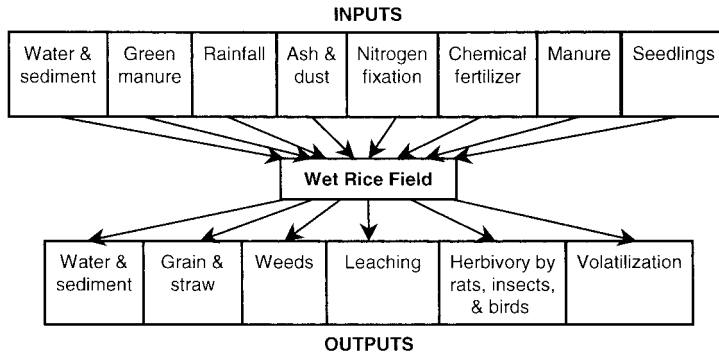 INPUTS
Water & sediment
Green manure
Rainfall
Ash & dust
Nitrogen fixation
Chemical fertilizer
Manure
Seedlings
Wet Rice Field
Water & sediment
Grain & straw
Weeds
Leaching
Herbivory by rats, insects, & birds
Volatilization
OUTPUTS